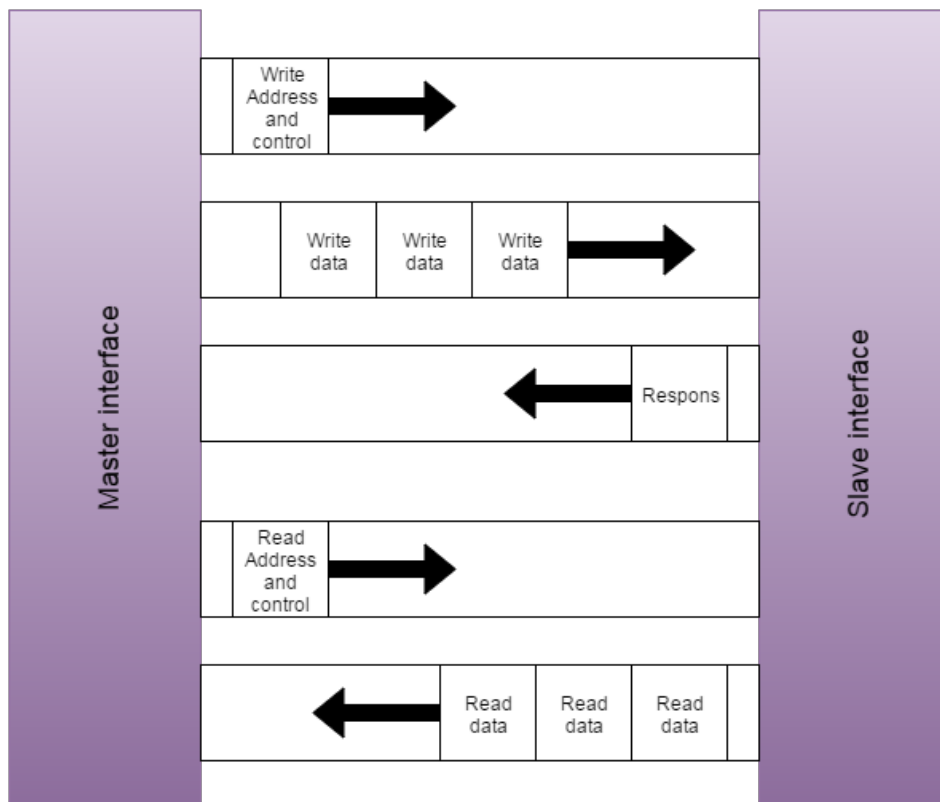 Master interface
Write
Address
and
control
Write
data
Write
data
Write
data
Respons
Read
Address
and
control
Read
data
Read
data
Read
data
Slave interface